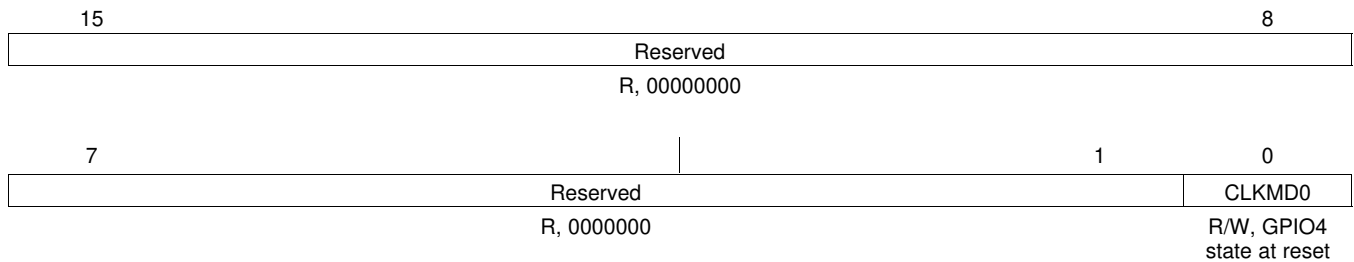 15 8
Reserved
R, 00000000
7 1 0
Reserved CLKMD0
R, 0000000 R/W, GPIO4
state at reset